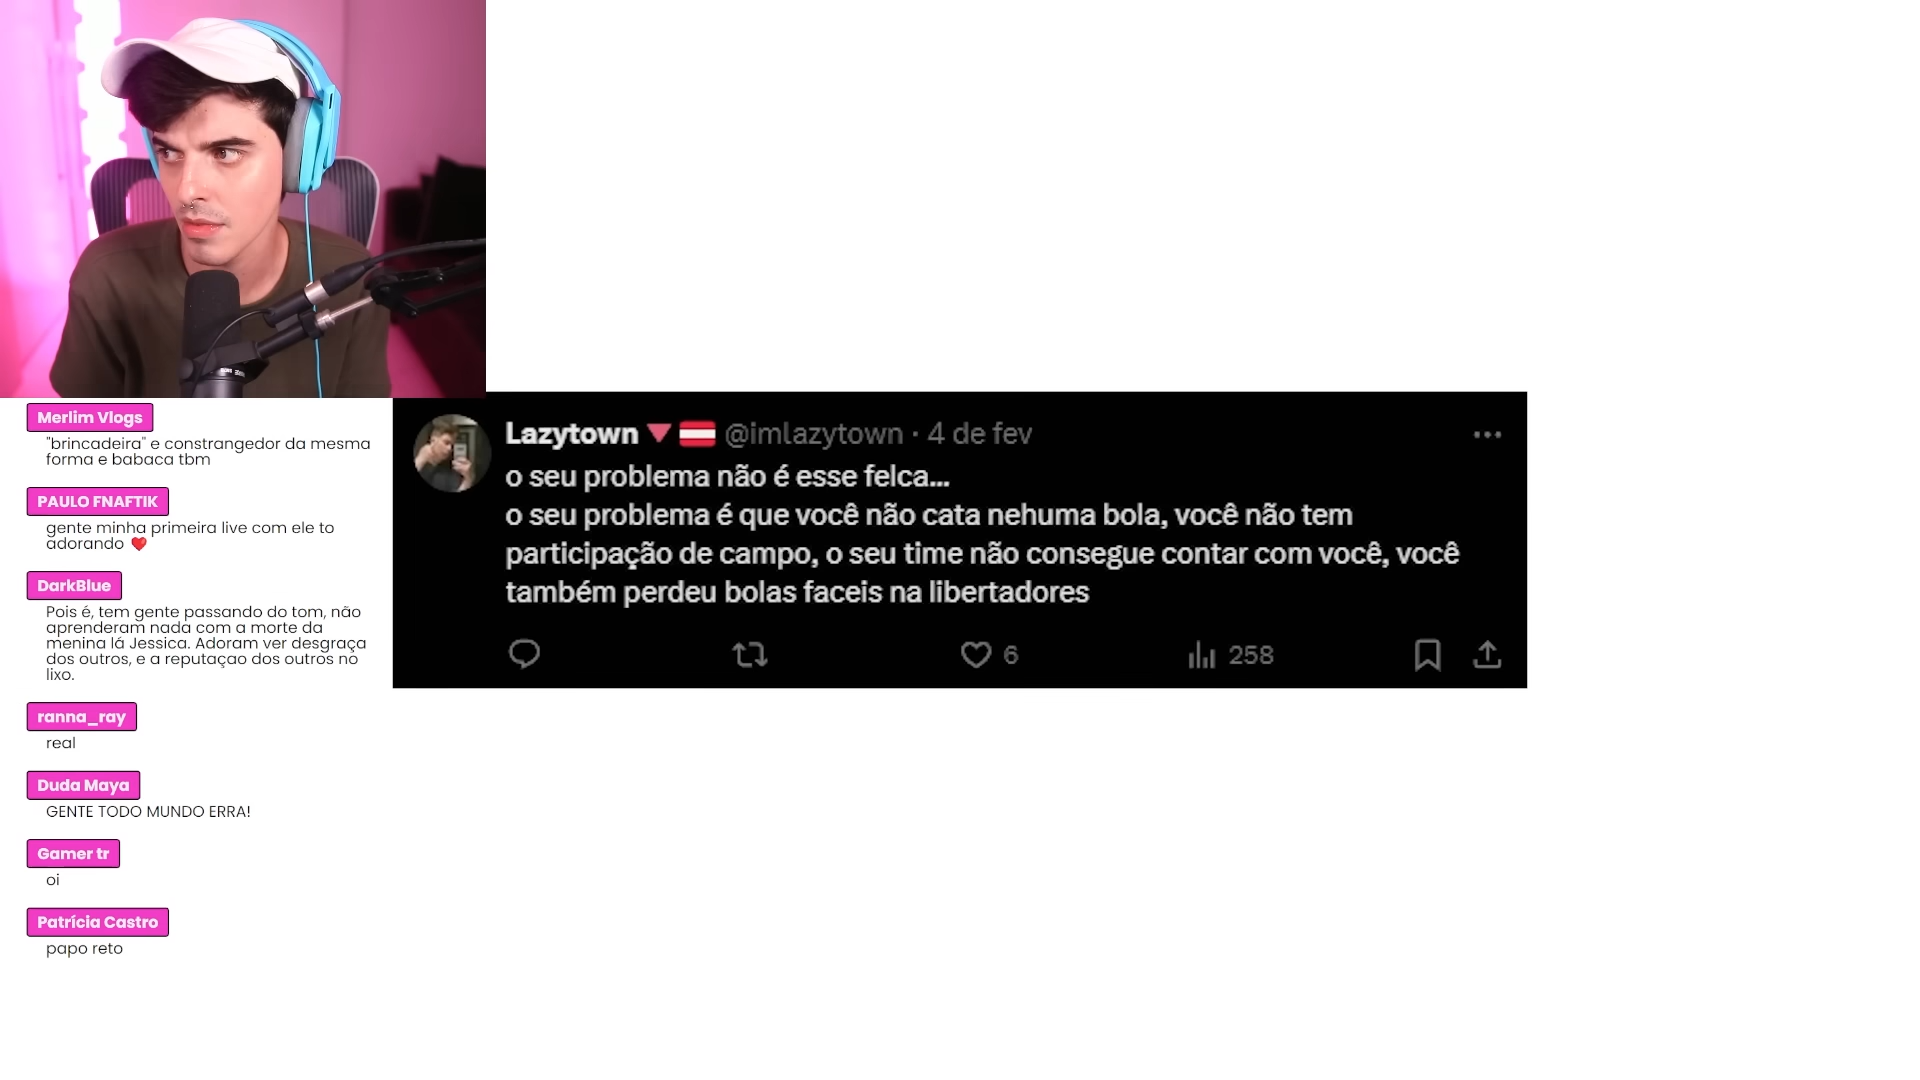 Merlim Vlogs
"brincadeira" e constrangedor da mesma
forma e babaca tbm
PAULO FNAFTIK
gente minha primeira live com ele to
adorando ❤️
DarkBlue
Pois é, tem gente passando do tom, não
aprenderam nada com a morte da
menina lá Jessica. Adoram ver desgraça
dos outros, e a reputaçao dos outros no
lixo.
ranna_ray
real
Duda Maya
GENTE TODO MUNDO ERRA!
Gamer tr
oi
Patrícia Castro
papo reto
Lazytown 🔻 @imlazytown · 4 de fev
o seu problema não é esse felca...
o seu problema é que você não cata nehuma bola, você não tem
participação de campo, o seu time não consegue contar com você, você
também perdeu bolas faceis na libertadores
6 258